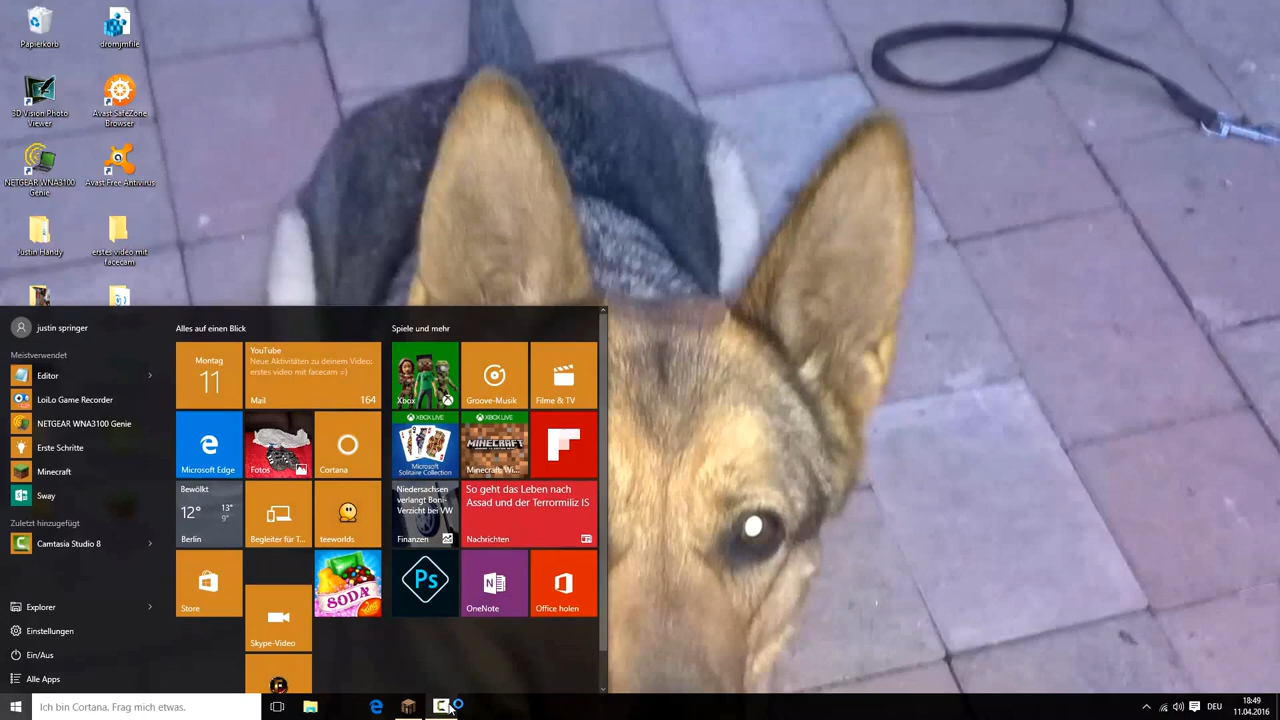 Papierkorb
dromjmfile
3D Vision Photo
Viewer
Avast SafeZone
Browser
NETGEAR WNA3100
Genie
Avast Free Antivirus
Justin Handy
erstes video mit
facecam
justin springer
Meistverwendet
Editor
LoiLo Game Recorder
NETGEAR WNA3100 Genie
Erste Schritte
Minecraft
Sway
Zuletzt hinzugefügt
Camtasia Studio 8
Explorer
Einstellungen
Ein/Aus
Alle Apps
Alles auf einen Blick
Montag
11
YouTube
Neue Aktivitäten zu deinem Video:
erstes video mit facecam =)
Mail
164
Microsoft Edge
Fotos
Cortana
Bewölkt
12°
13°
9°
Berlin
Begleiter für T...
teeworlds
Store
SODA
Skype-Video
Spiele und mehr
Xbox
Groove-Musik
Filme & TV
XBOX LIVE
Microsoft
Solitaire Collection
XBOX LIVE
MINECRAFT
Minecraft: Wi...
Niedersachsen
verlangt Boni-
Verzicht bei VW
Finanzen
So geht das Leben nach
Assad und der Terrormiliz IS
Nachrichten
Ps
OneNote
Office holen
Ich bin Cortana. Frag mich etwas.
DEU
18:49
11.04.2016